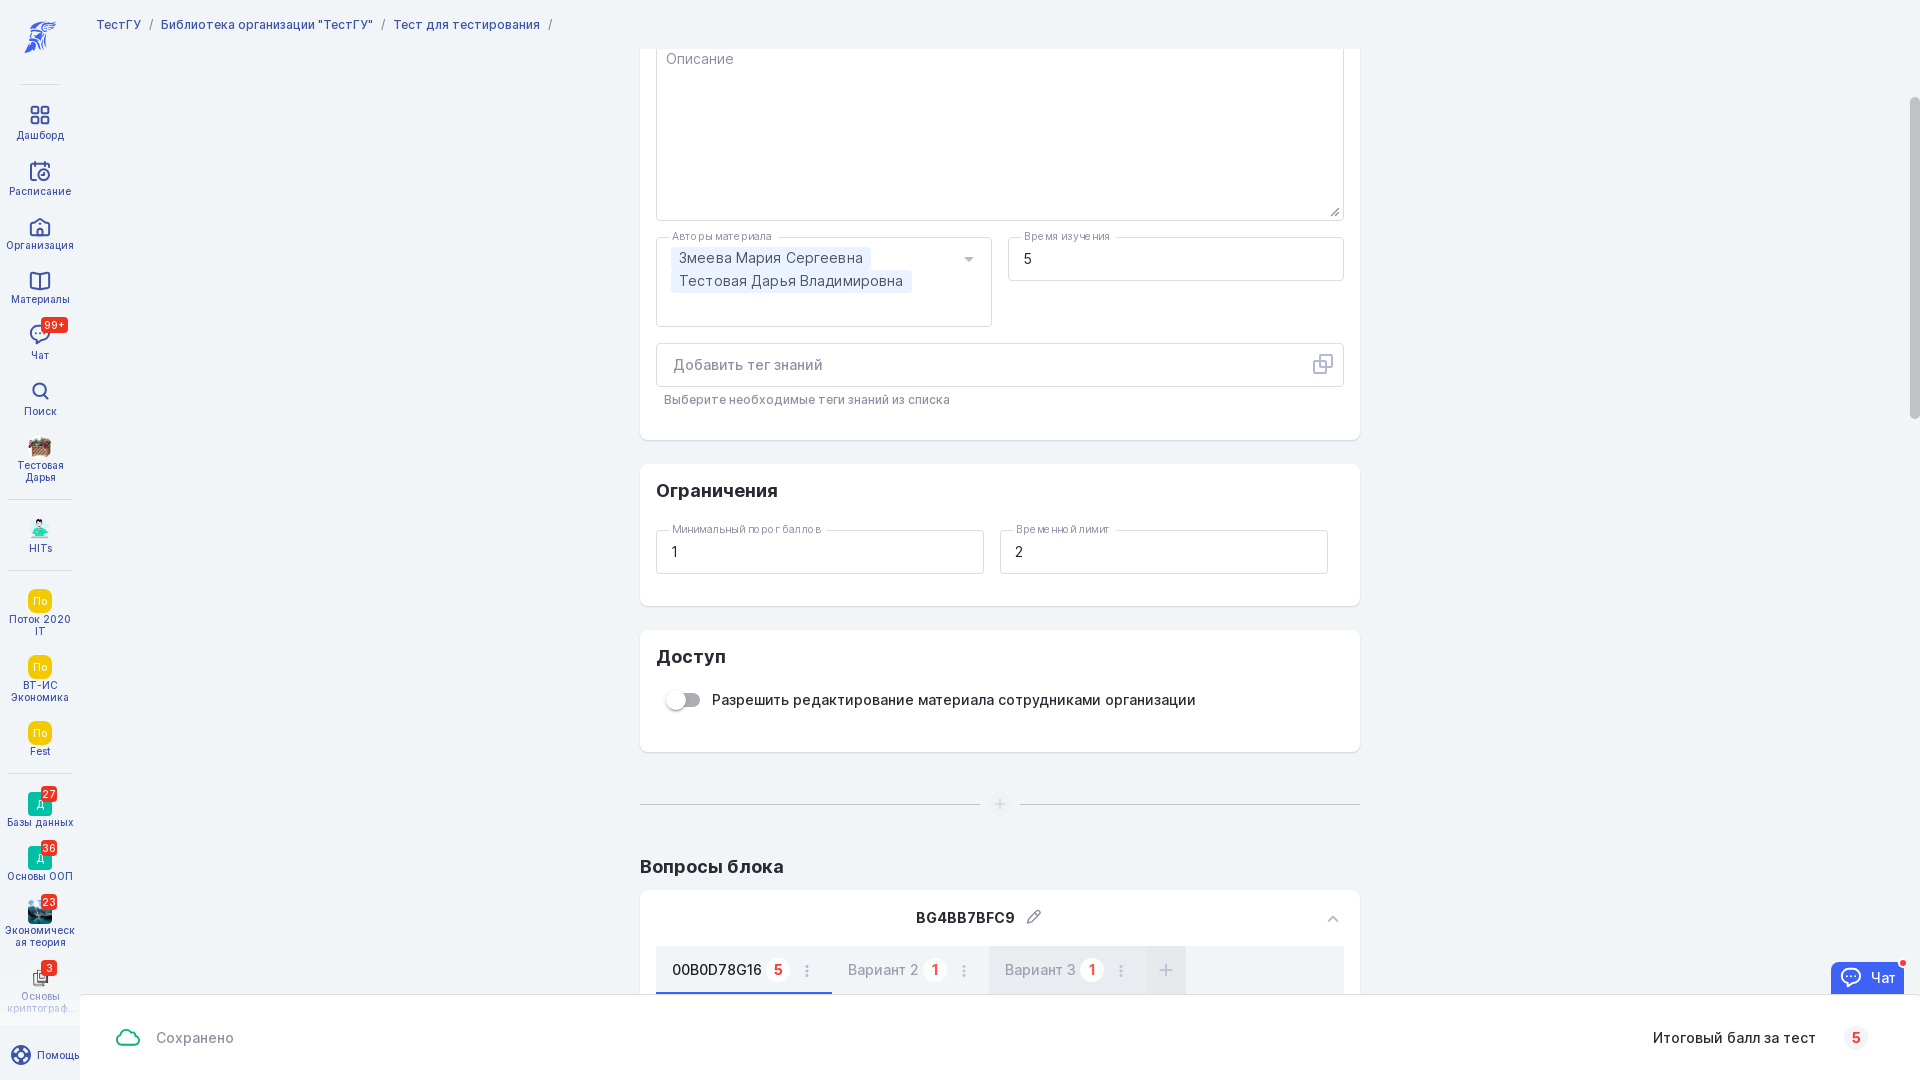 ТестГУ / Библиотека организации "ТестГУ" / Тест для тестирования /
Дашборд
Расписание
Организация
Материалы
99+
Чат
Поиск
Тестовая
Дарья
HITs
По
Поток 2020
IT
По
ВТ-ИС
Экономика
По
Fest
27
Д
Базы данных
36
Д
Основы ООП
23
Экономическ
ая теория
3
Основы
криптограф...
Помощь
Описание
Авторы материала
Змеева Мария Сергеевна
Тестовая Дарья Владимировна
Время изучения
5
Добавить тег знаний
Выберите необходимые теги знаний из списка
Ограничения
Минимальный порог баллов
1
Временной лимит
2
Доступ
Разрешить редактирование материала сотрудниками организации
Вопросы блока
BG4BB7BFC9
00B0D78G16 5 Вариант 2 1 Вариант 3 1
Чат
Сохранено
Итоговый балл за тест 5